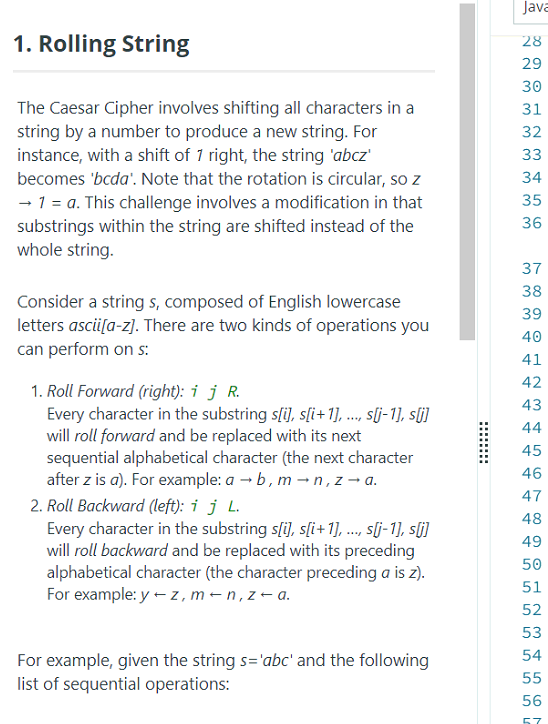 1. Rolling String
The Caesar Cipher involves shifting all characters in a
string by a number to produce a new string. For
instance, with a shift of 1 right, the string 'abcz'
becomes 'bcda'. Note that the rotation is circular, so z
→ 1 = a. This challenge involves a modification in that
substrings within the string are shifted instead of the
whole string.
Consider a string s, composed of English lowercase
letters ascii[a-z]. There are two kinds of operations you
can perform on s:
1. Roll Forward (right): i j R.
Every character in the substring s[i], s[i+1], ..., s[j-1], s[j]
will roll forward and be replaced with its next
sequential alphabetical character (the next character
after z is a). For example: a → b , m → n , z → a.
2. Roll Backward (left): i j L.
Every character in the substring s[i], s[i+1], ..., s[j-1], s[j]
will roll backward and be replaced with its preceding
alphabetical character (the character preceding a is z).
For example: y ← z , m ← n , z ← a.
For example, given the string s='abc' and the following
list of sequential operations:
Java
28
29
30
31
32
33
34
35
36
37
38
39
40
41
42
43
44
45
46
47
48
49
50
51
52
53
54
55
56
57